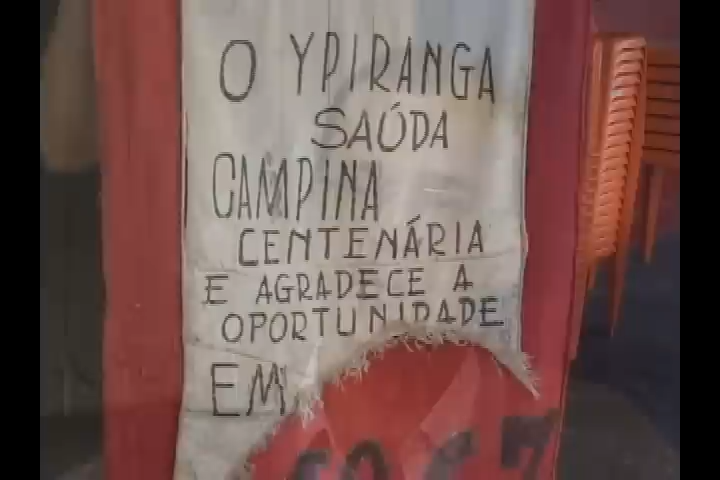 O YPIRANGA
SAÚDA
CAMPINA
CENTENÁRIA
E AGRADECE A
OPORTUNIDADE
EM